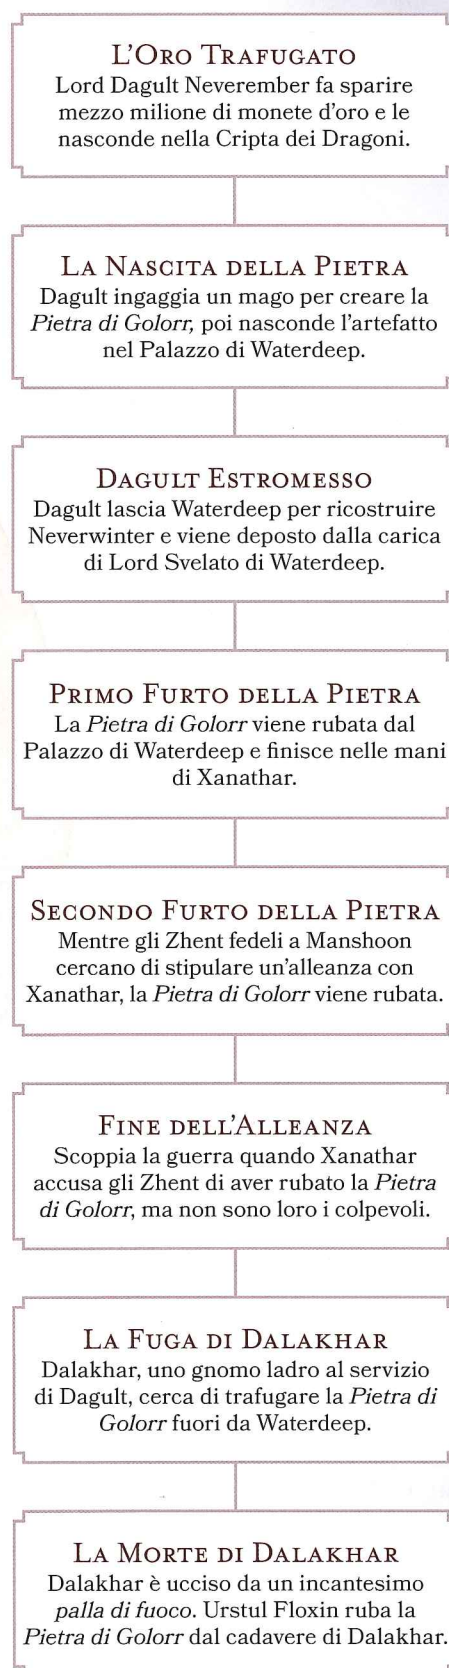 L'ORO TRAFUGATO
Lord Dagult Neverember fa sparire
mezzo milione di monete d'oro e le
nasconde nella Cripta dei Dragoni.
LA NASCITA DELLA PIETRA
Dagult ingaggia un mago per creare la
Pietra di Golorr, poi nasconde l'artefatto
nel Palazzo di Waterdeep.
DAGULT ESTROMESSO
Dagult lascia Waterdeep per ricostruire
Neverwinter e viene deposto dalla carica
di Lord Svelato di Waterdeep.
PRIMO FURTO DELLA PIETRA
La Pietra di Golorr viene rubata dal
Palazzo di Waterdeep e finisce nelle mani
di Xanathar.
SECONDO FURTO DELLA PIETRA
Mentre gli Zhent fedeli a Manshoon
cercano di stipulare un'alleanza con
Xanathar, la Pietra di Golorr viene rubata.
FINE DELL'ALLEANZA
Scoppia la guerra quando Xanathar
accusa gli Zhent di aver rubato la Pietra
di Golorr, ma non sono loro i colpevoli.
LA FUGA DI DALAKHAR
Dalakhar, uno gnomo ladro al servizio
di Dagult, cerca di trafugare la Pietra di
Golorr fuori da Waterdeep.
LA MORTE DI DALAKHAR
Dalakhar è ucciso da un incantesimo
palla di fuoco. Urstul Floxin ruba la
Pietra di Golorr dal cadavere di Dalakhar.